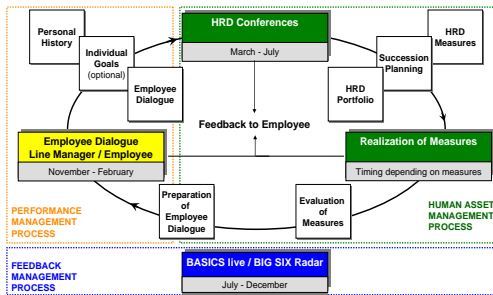 Personal
History
Individual
Goals
(optional)
Employee
Dialogue
HRD Conferences
March - July
HRD
Measures
Succession
Planning
HRD
Portfolio
Feedback to Employee
Employee Dialogue
Line Manager / Employee
November - February
Realization of Measures
Timing depending on measures
Preparation
of Employee
Dialogue
Evaluation
of
Measures
PERFORMANCE
MANAGEMENT
PROCESS
HUMAN ASSET
MANAGEMENT
PROCESS
FEEDBACK
MANAGEMENT
PROCESS
BASICS live / BIG SIX Radar
July - December